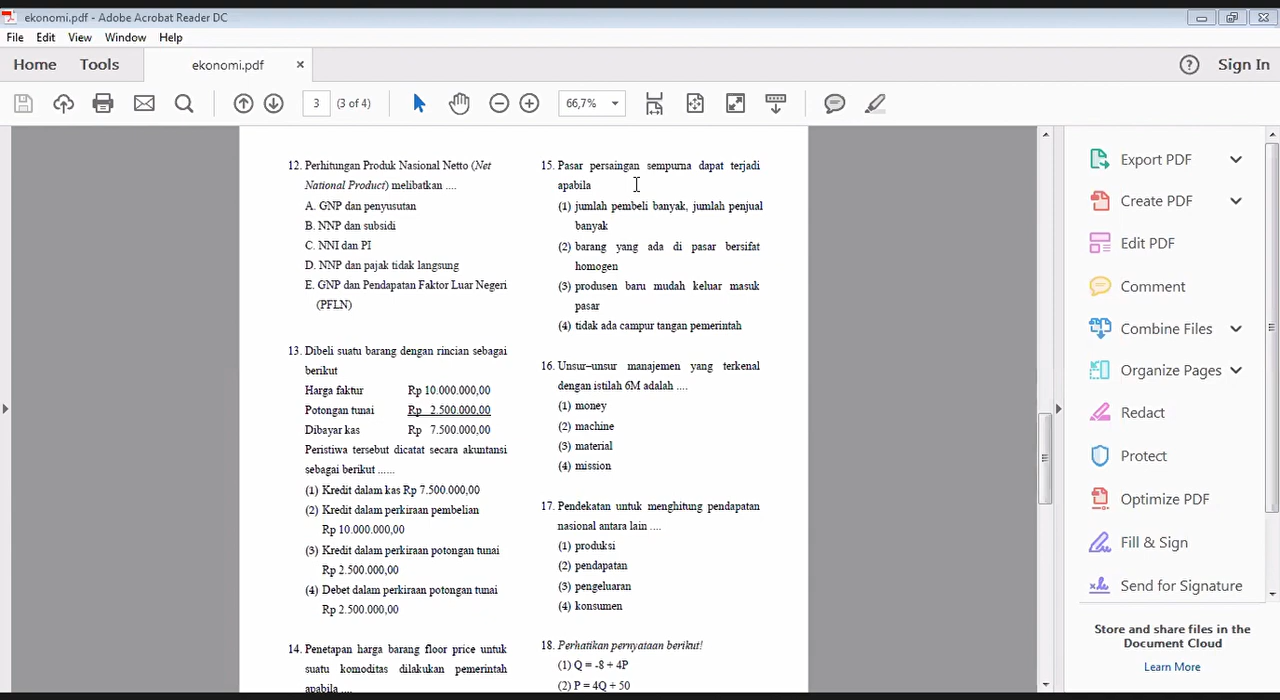 ekonomi.pdf - Adobe Acrobat Reader DC
File Edit View Window Help
Home Tools ekonomi.pdf × ? Sign In
3 (3 of 4) 66,7%
12. Perhitungan Produk Nasional Netto (Net
National Product) melibatkan ....
A. GNP dan penyusutan
B. NNP dan subsidi
C. NNI dan PI
D. NNP dan pajak tidak langsung
E. GNP dan Pendapatan Faktor Luar Negeri
(PFLN)
13. Dibeli suatu barang dengan rincian sebagai
berikut
Harga faktur Rp 10.000.000,00
Potongan tunai Rp 2.500.000,00
Dibayar kas Rp 7.500.000,00
Peristiwa tersebut dicatat secara akuntansi
sebagai berikut ......
(1) Kredit dalam kas Rp 7.500.000,00
(2) Kredit dalam perkiraan pembelian
Rp 10.000.000,00
(3) Kredit dalam perkiraan potongan tunai
Rp 2.500.000,00
(4) Debet dalam perkiraan potongan tunai
Rp 2.500.000,00
14. Penetapan harga barang floor price untuk
suatu komoditas dilakukan pemerintah
apabila ....
15. Pasar persaingan sempurna dapat terjadi
apabila
(1) jumlah pembeli banyak, jumlah penjual
banyak
(2) barang yang ada di pasar bersifat
homogen
(3) produsen baru mudah keluar masuk
pasar
(4) tidak ada campur tangan pemerintah
16. Unsur–unsur manajemen yang terkenal
dengan istilah 6M adalah ....
(1) money
(2) machine
(3) material
(4) mission
17. Pendekatan untuk menghitung pendapatan
nasional antara lain ....
(1) produksi
(2) pendapatan
(3) pengeluaran
(4) konsumen
18. Perhatikan pernyataan berikut!
(1) Q = -8 + 4P
(2) P = 4Q + 50
Export PDF
Create PDF
Edit PDF
Comment
Combine Files
Organize Pages
Redact
Protect
Optimize PDF
Fill & Sign
Send for Signature
Store and share files in the
Document Cloud
Learn More